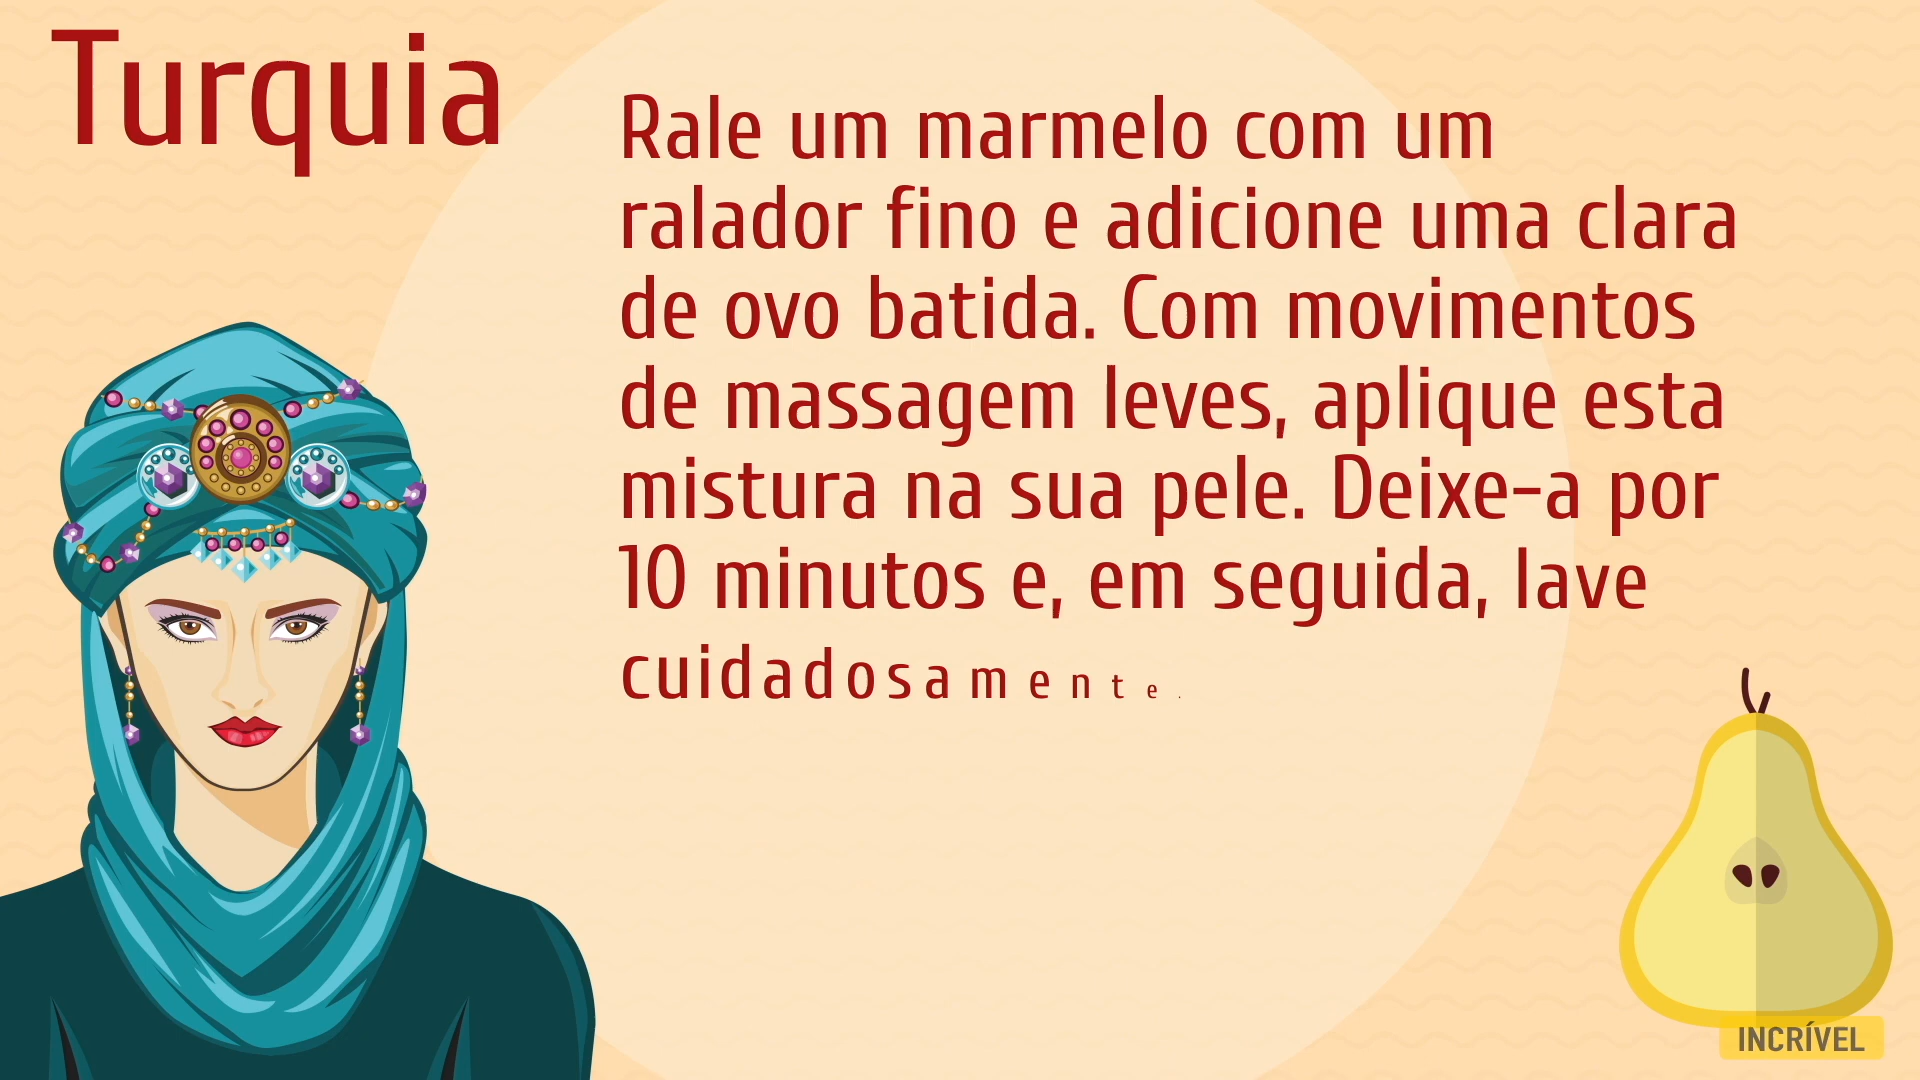 Turquia
Rale um marmelo com um
ralador fino e adicione uma clara
de ovo batida. Com movimentos
de massagem leves, aplique esta
mistura na sua pele. Deixe-a por
10 minutos e, em seguida, lave
cuidadosamente.
INCRÍVEL